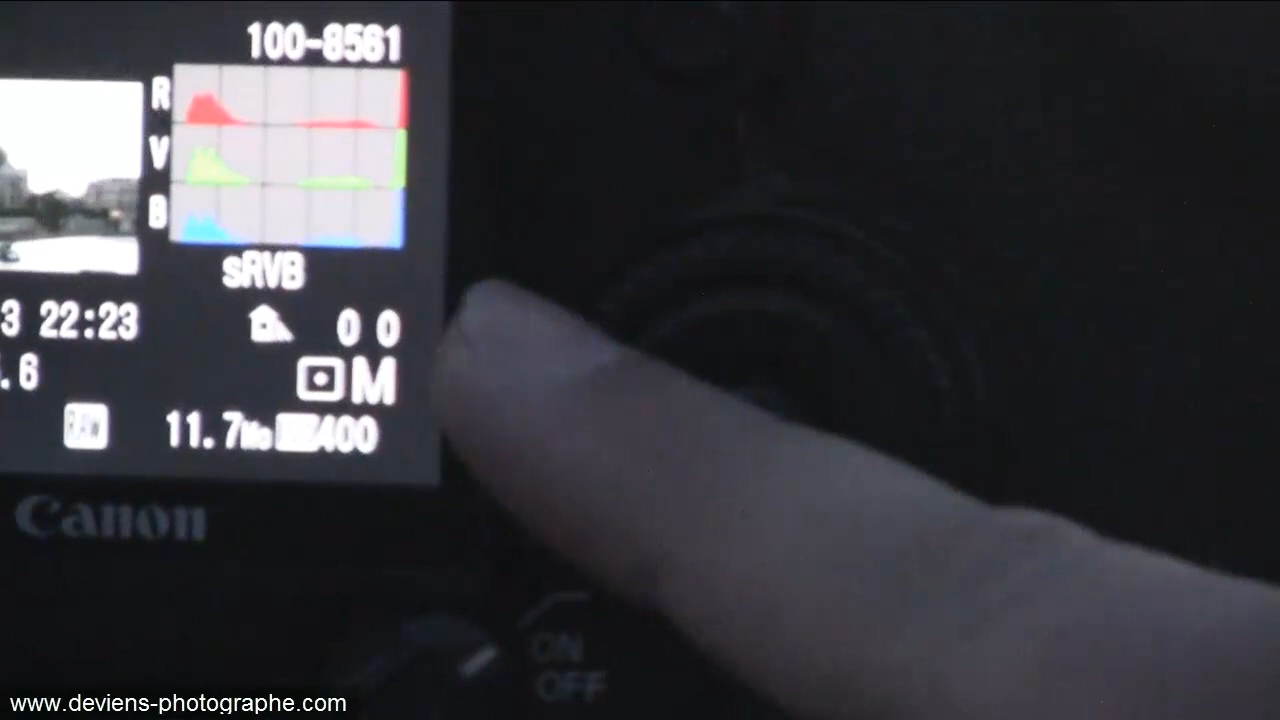 100-8561
R
V
B
sRVB
3 22:23
0 0
.6
M
RAW
11.7Mo
400
Canon
ON
OFF
www.deviens-photographe.com